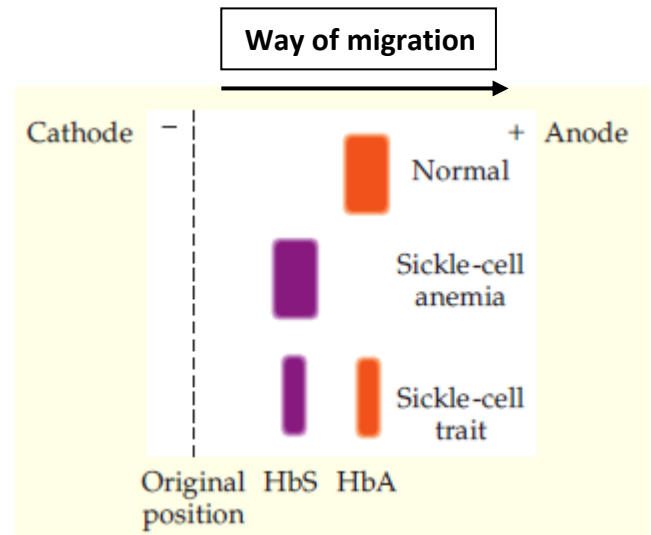 Way of migration
Cathode − + Anode
Normal
Sickle-cell
anemia
Sickle-cell
trait
Original HbS HbA
position